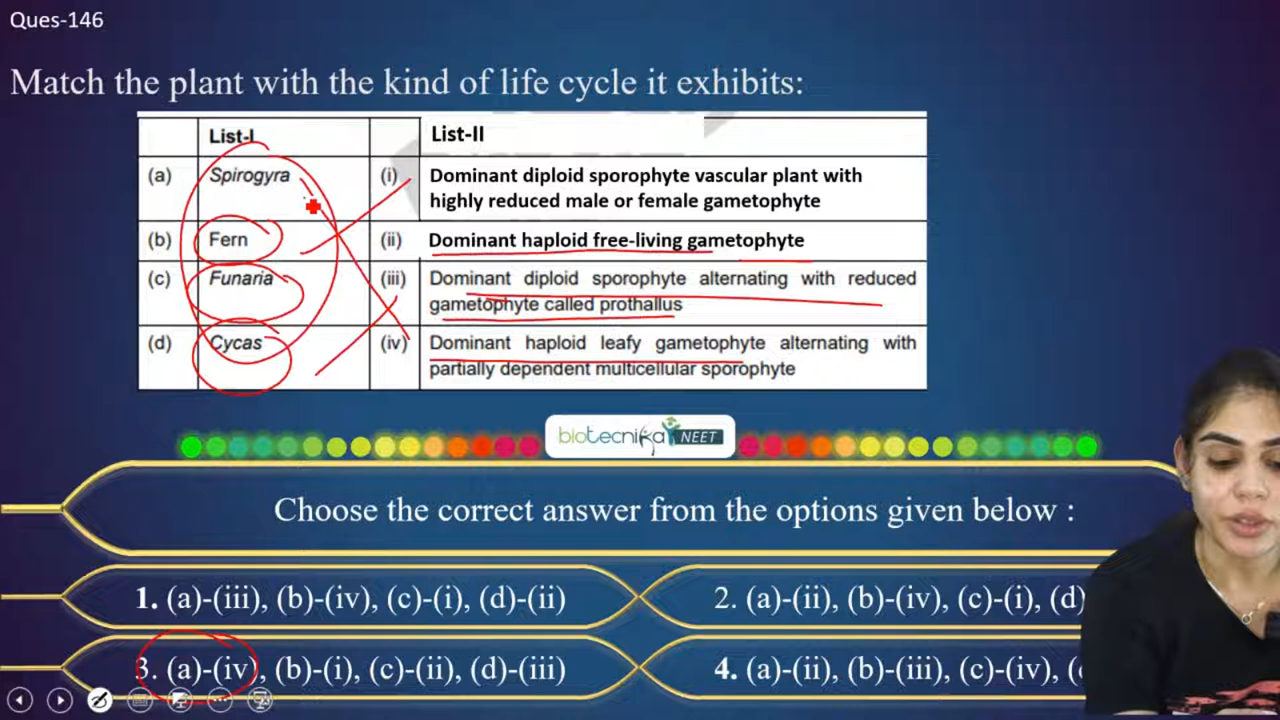 Ques-146
Match the plant with the kind of life cycle it exhibits:
List-I List-II
(a) Spirogyra (i) Dominant diploid sporophyte vascular plant with
highly reduced male or female gametophyte
(b) Fern (ii) Dominant haploid free-living gametophyte
(c) Funaria (iii) Dominant diploid sporophyte alternating with reduced
gametophyte called prothallus
(d) Cycas (iv) Dominant haploid leafy gametophyte alternating with
partially dependent multicellular sporophyte
biotecnika NEET
Choose the correct answer from the options given below :
1. (a)-(iii), (b)-(iv), (c)-(i), (d)-(ii) 2. (a)-(ii), (b)-(iv), (c)-(i), (d)
3. (a)-(iv), (b)-(i), (c)-(ii), (d)-(iii) 4. (a)-(ii), (b)-(iii), (c)-(iv),